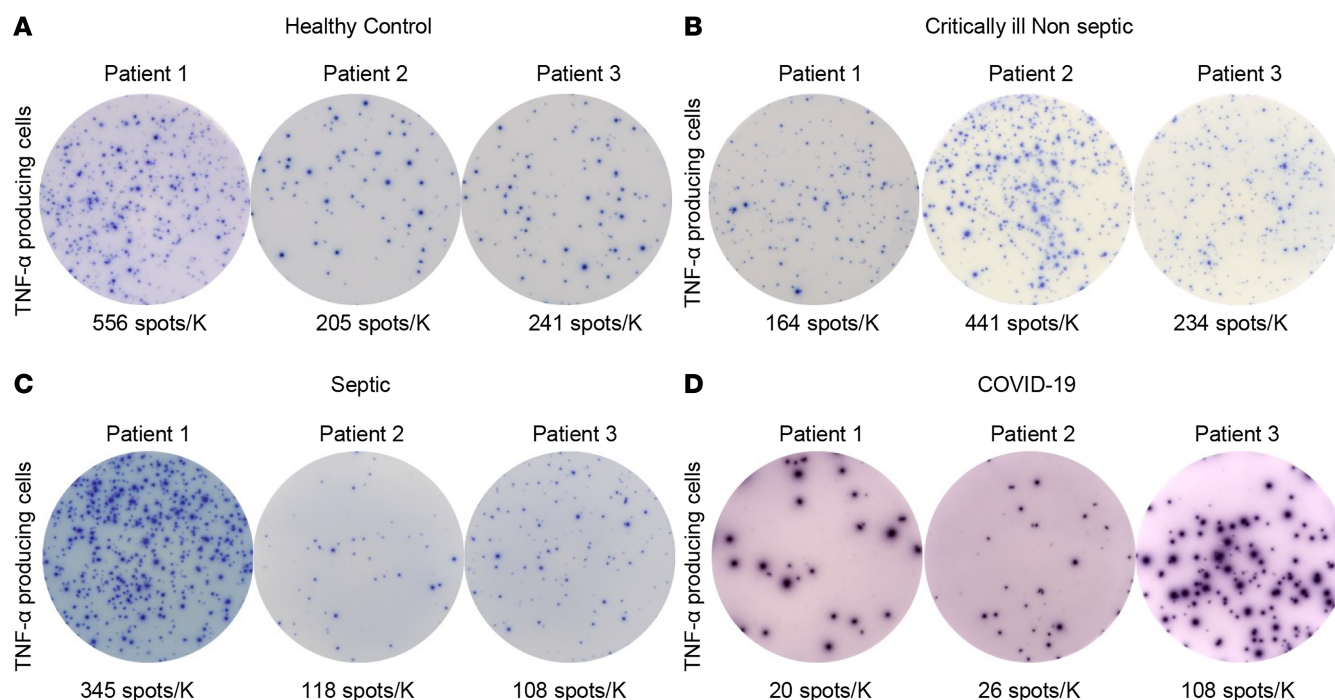 A
Healthy Control
Patient 1
Patient 2
Patient 3
TNF-α producing cells
556 spots/K
205 spots/K
241 spots/K
B
Critically ill Non septic
Patient 1
Patient 2
Patient 3
TNF-α producing cells
164 spots/K
441 spots/K
234 spots/K
C
Septic
Patient 1
Patient 2
Patient 3
TNF-α producing cells
345 spots/K
118 spots/K
108 spots/K
D
COVID-19
Patient 1
Patient 2
Patient 3
TNF-α producing cells
20 spots/K
26 spots/K
108 spots/K